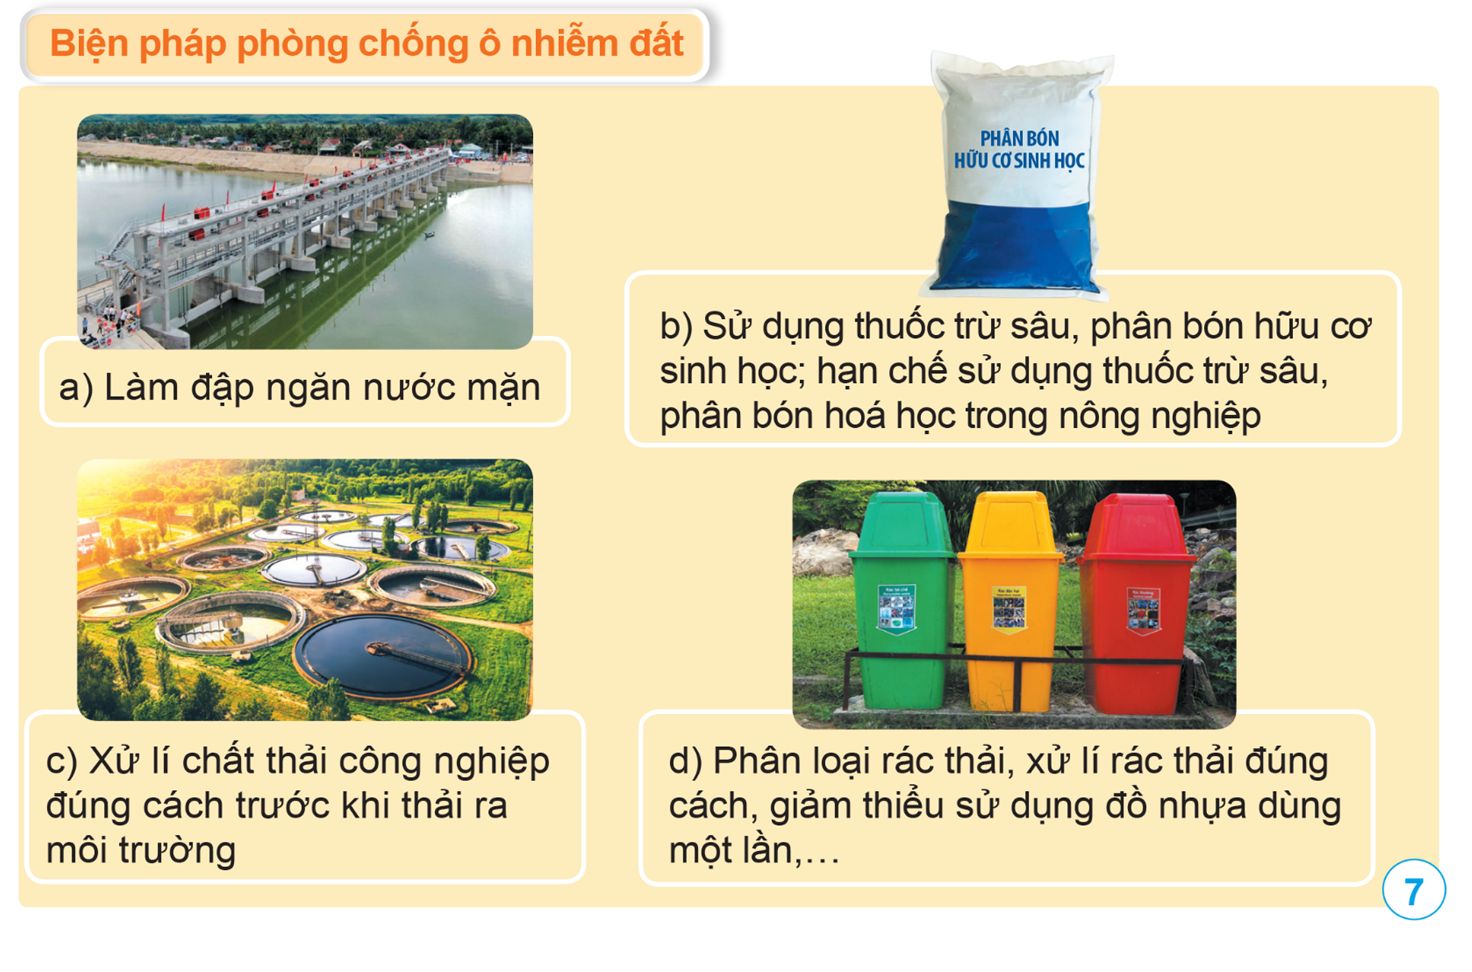 Biện pháp phòng chống ô nhiễm đất
PHÂN BÓN
HỮU CƠ SINH HỌC
a) Làm đập ngăn nước mặn
b) Sử dụng thuốc trừ sâu, phân bón hữu cơ
sinh học; hạn chế sử dụng thuốc trừ sâu,
phân bón hoá học trong nông nghiệp
c) Xử lí chất thải công nghiệp
đúng cách trước khi thải ra
môi trường
d) Phân loại rác thải, xử lí rác thải đúng
cách, giảm thiểu sử dụng đồ nhựa dùng
một lần,...
7